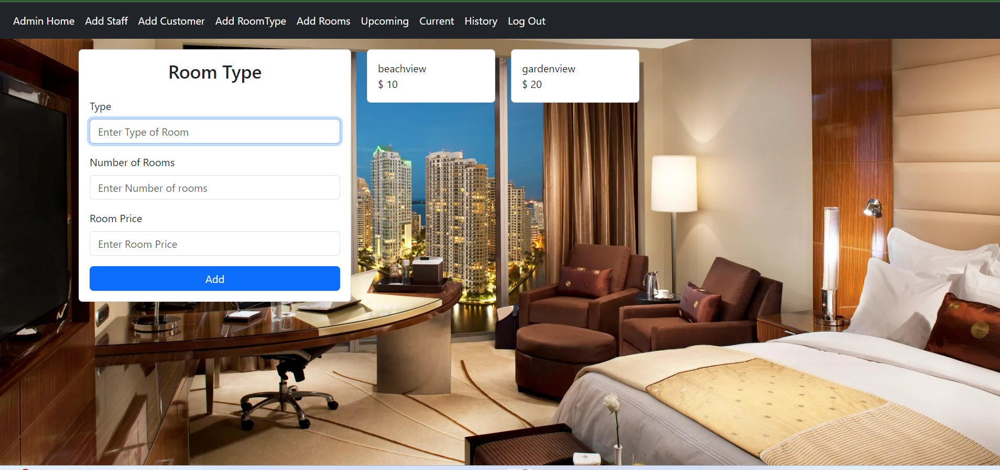 Admin Home Add Staff Add Customer Add RoomType Add Rooms Upcoming Current History Log Out
Room Type
Type
Enter Type of Room
Number of Rooms
Enter Number of rooms
Room Price
Enter Room Price
Add
beachview
$ 10
gardenview
$ 20